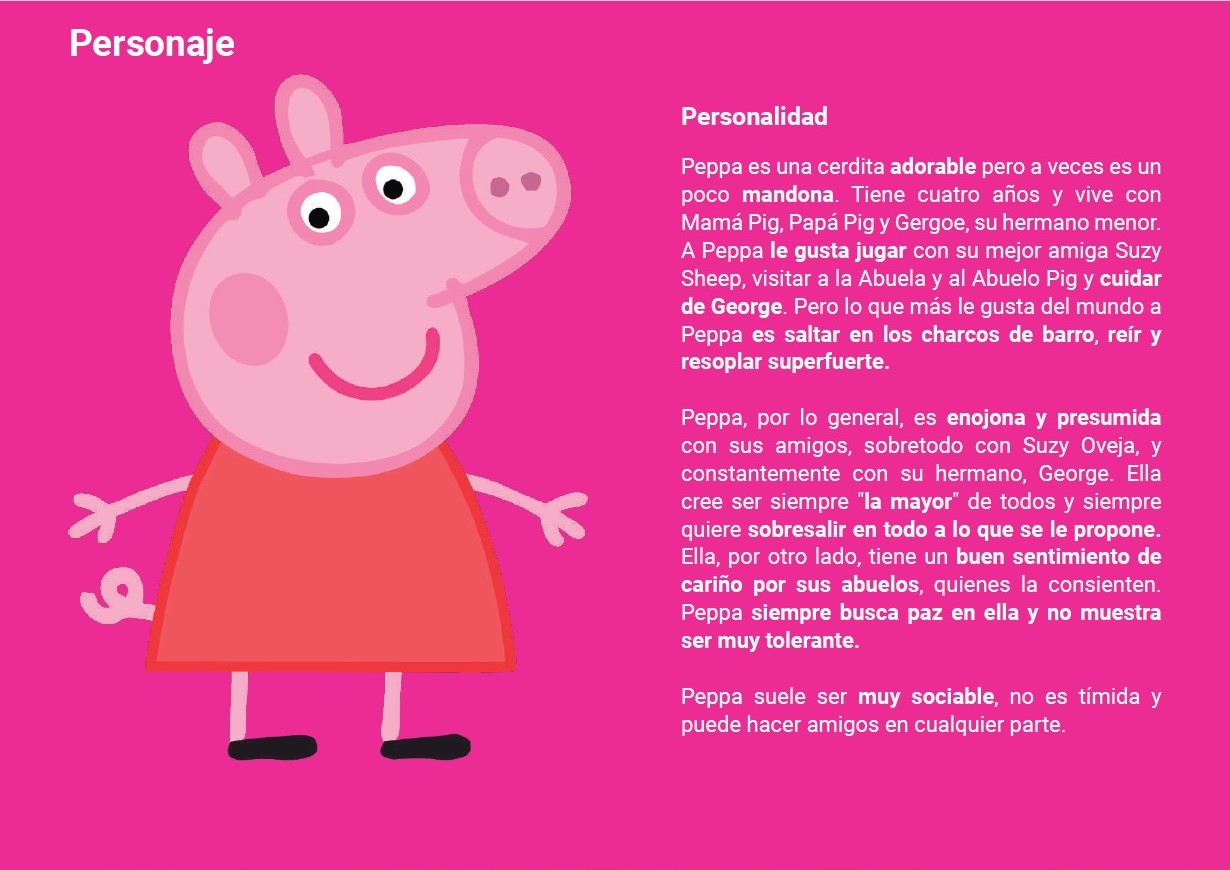 Personaje
Personalidad
Peppa es una cerdita adorable pero a veces es un
poco mandona. Tiene cuatro años y vive con
Mamá Pig, Papá Pig y Gergoe, su hermano menor.
A Peppa le gusta jugar con su mejor amiga Suzy
Sheep, visitar a la Abuela y al Abuelo Pig y cuidar
de George. Pero lo que más le gusta del mundo a
Peppa es saltar en los charcos de barro, reír y
resoplar superfuerte.
Peppa, por lo general, es enojona y presumida
con sus amigos, sobretodo con Suzy Oveja, y
constantemente con su hermano, George. Ella
cree ser siempre "la mayor" de todos y siempre
quiere sobresalir en todo a lo que se le propone.
Ella, por otro lado, tiene un buen sentimiento de
cariño por sus abuelos, quienes la consienten.
Peppa siempre busca paz en ella y no muestra
ser muy tolerante.
Peppa suele ser muy sociable, no es tímida y
puede hacer amigos en cualquier parte.